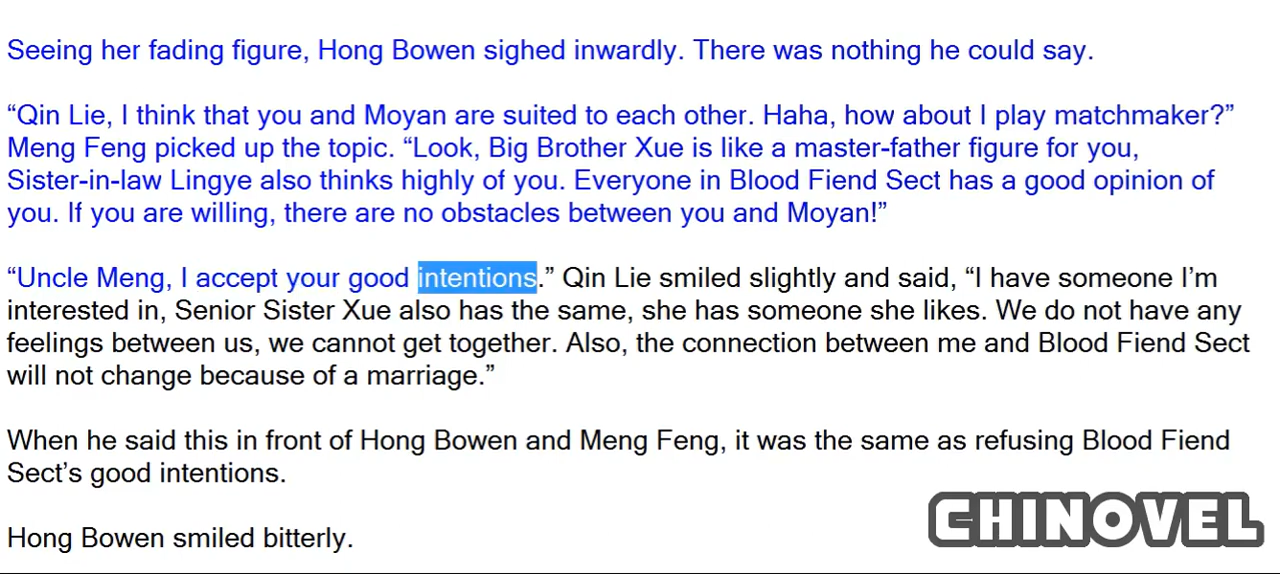 Seeing her fading figure, Hong Bowen sighed inwardly. There was nothing he could say.
“Qin Lie, I think that you and Moyan are suited to each other. Haha, how about I play matchmaker?”
Meng Feng picked up the topic. “Look, Big Brother Xue is like a master-father figure for you,
Sister-in-law Lingye also thinks highly of you. Everyone in Blood Fiend Sect has a good opinion of
you. If you are willing, there are no obstacles between you and Moyan!”
“Uncle Meng, I accept your good intentions.” Qin Lie smiled slightly and said, “I have someone I’m
interested in, Senior Sister Xue also has the same, she has someone she likes. We do not have any
feelings between us, we cannot get together. Also, the connection between me and Blood Fiend Sect
will not change because of a marriage.”
When he said this in front of Hong Bowen and Meng Feng, it was the same as refusing Blood Fiend
Sect’s good intentions.
Hong Bowen smiled bitterly.
CHINOVEL